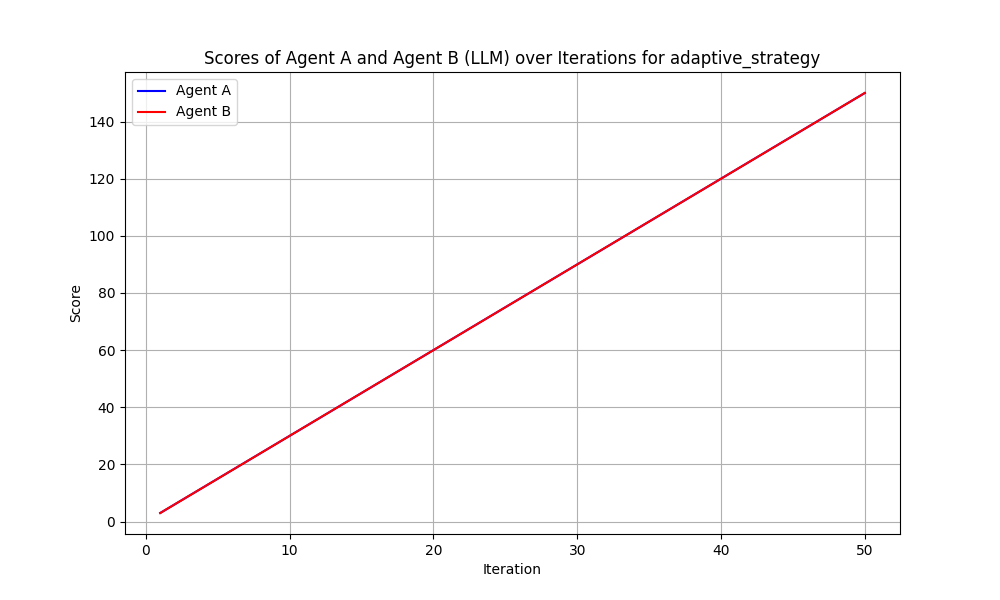 Scores of Agent A and Agent B (LLM) over Iterations for adaptive_strategy
Agent A
Agent B
140
120
100
80
60
40
20
0
Score
0 10 20 30 40 50
Iteration